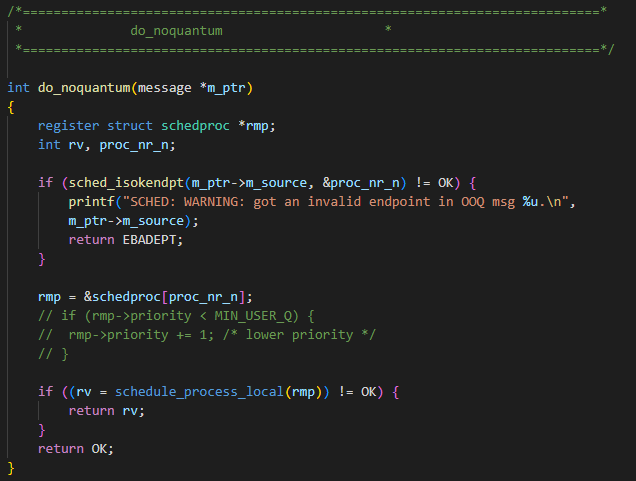 /*===========================================================================*
 *				do_noquantum				     *
 *===========================================================================*/

int do_noquantum(message *m_ptr)
{
    register struct schedproc *rmp;
    int rv, proc_nr_n;

    if (sched_isokendpt(m_ptr->m_source, &proc_nr_n) != OK) {
        printf("SCHED: WARNING: got an invalid endpoint in OOQ msg %u.\n",
        m_ptr->m_source);
        return EBADEPT;
    }

    rmp = &schedproc[proc_nr_n];
    // if (rmp->priority < MIN_USER_Q) {
    //  rmp->priority += 1; /* lower priority */
    // }

    if ((rv = schedule_process_local(rmp)) != OK) {
        return rv;
    }
    return OK;
}